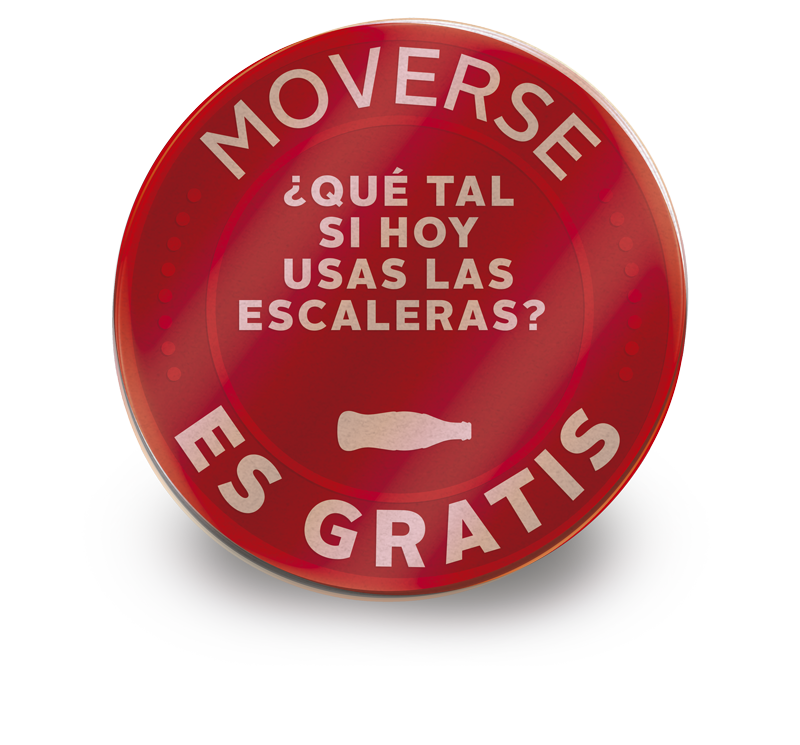 MOVERSE
¿QUÉ TAL
SI HOY
USAS LAS
ESCALERAS?
ES GRATIS